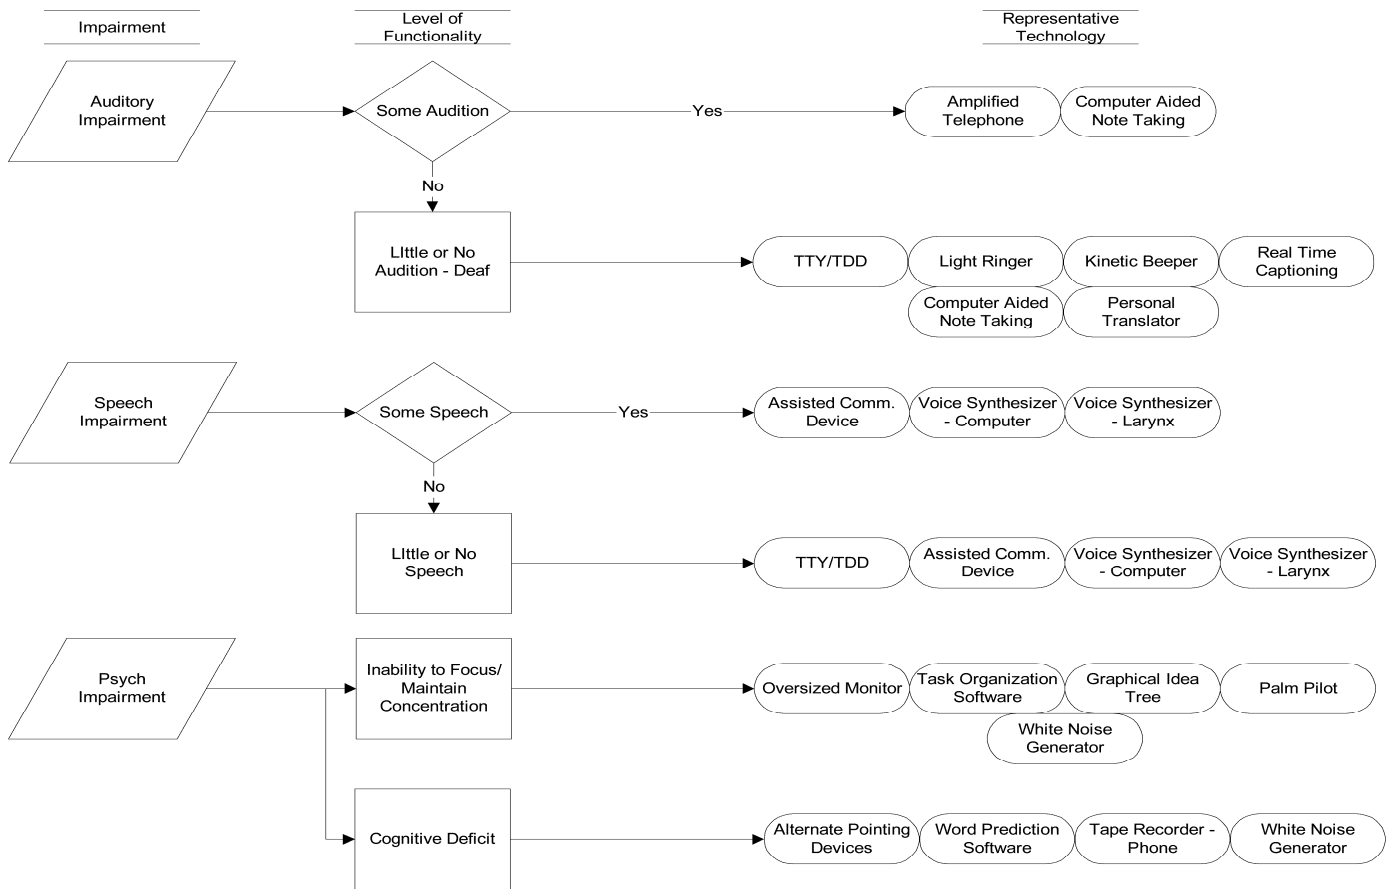 Impairment
Level of
Functionality
Representative
Technology
Auditory
Impairment
Some Audition
Yes
Amplified
Telephone
Computer Aided
Note Taking
No
LIttle or No
Audition - Deaf
TTY/TDD
Light Ringer
Kinetic Beeper
Real Time
Captioning
Computer Aided
Note Taking
Personal
Translator
Speech
Impairment
Some Speech
Yes
Assisted Comm.
Device
Voice Synthesizer
- Computer
Voice Synthesizer
- Larynx
No
LIttle or No
Speech
TTY/TDD
Assisted Comm.
Device
Voice Synthesizer
- Computer
Voice Synthesizer
- Larynx
Psych
Impairment
Inability to Focus/
Maintain
Concentration
Oversized Monitor
Task Organization
Software
Graphical Idea
Tree
Palm Pilot
White Noise
Generator
Cognitive Deficit
Alternate Pointing
Devices
Word Prediction
Software
Tape Recorder -
Phone
White Noise
Generator